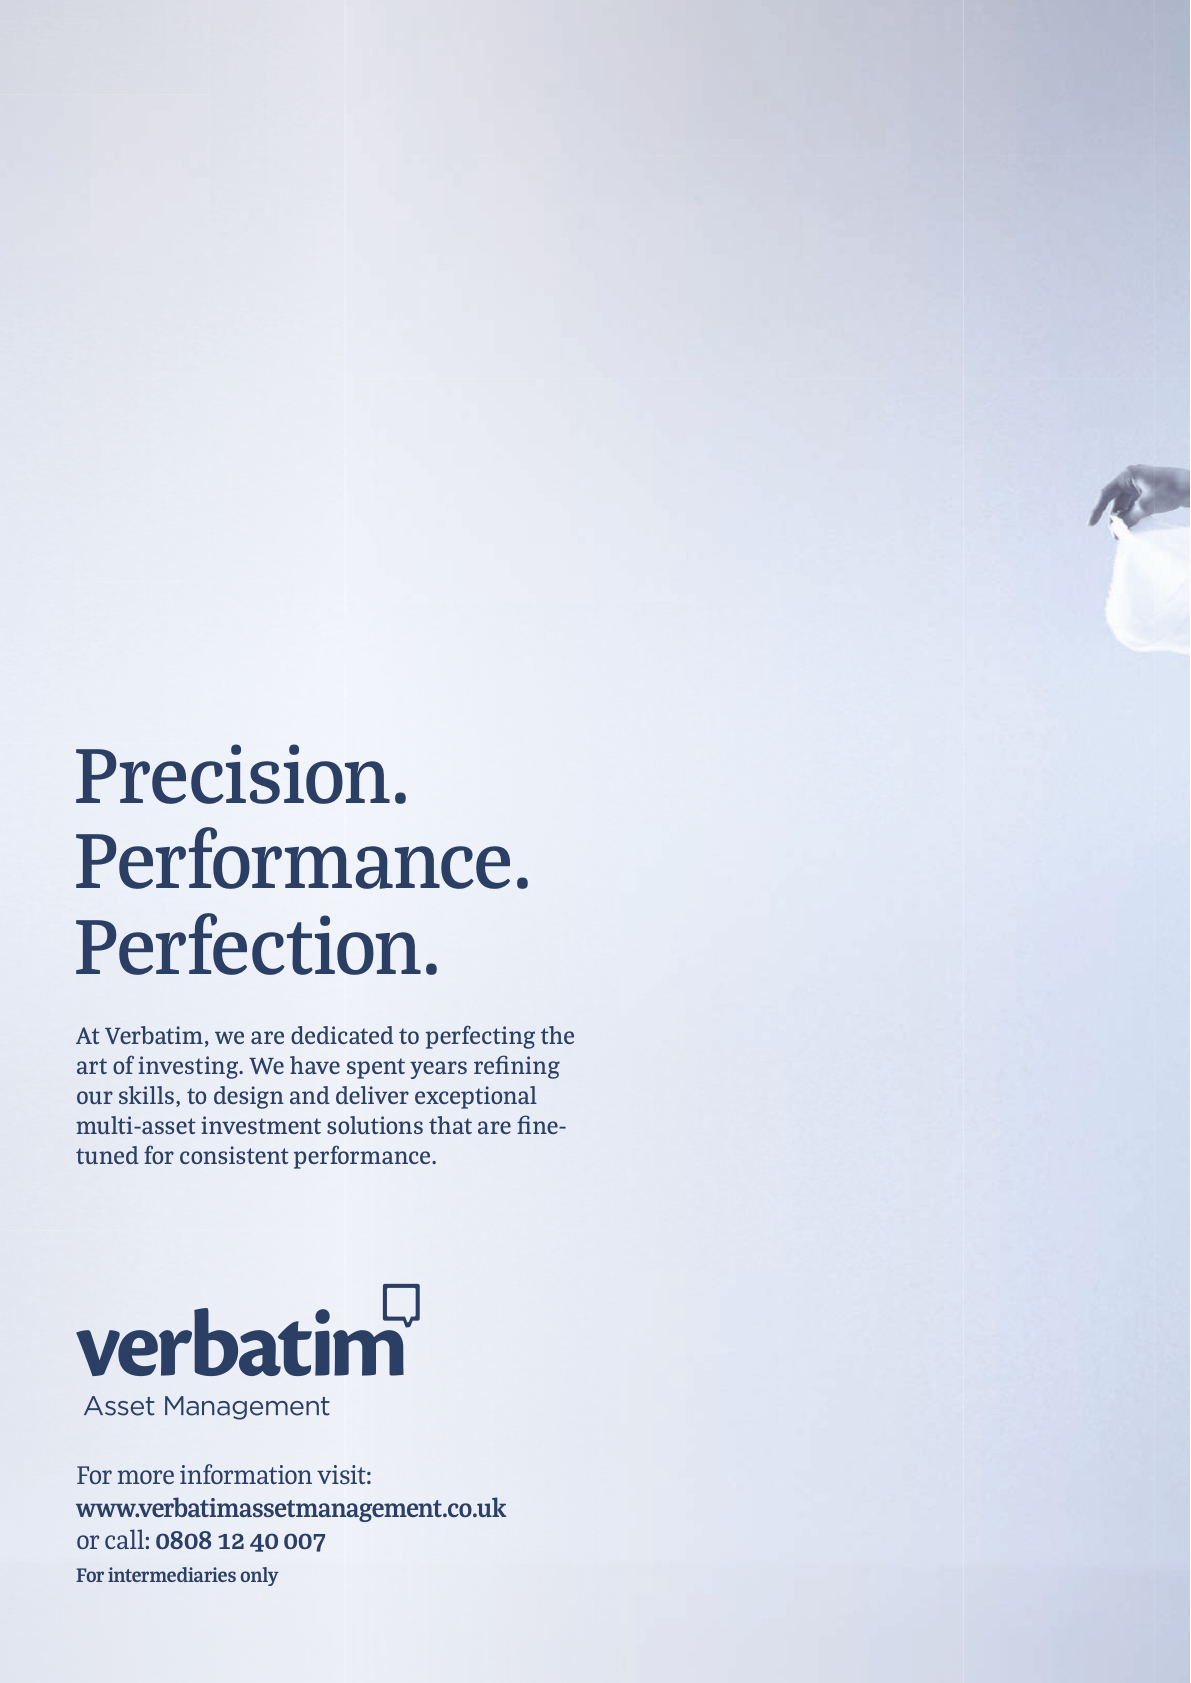 Precision.
Performance.
Perfection.
At Verbatim, we are dedicated to perfecting the
art of investing. We have spent years refining
our skills, to design and deliver exceptional
multi-asset investment solutions that are fine-
tuned for consistent performance.
verbatim
Asset Management
For more information visit:
www.verbatimassetmanagement.co.uk
or call: 0808 12 40 007
For intermediaries only